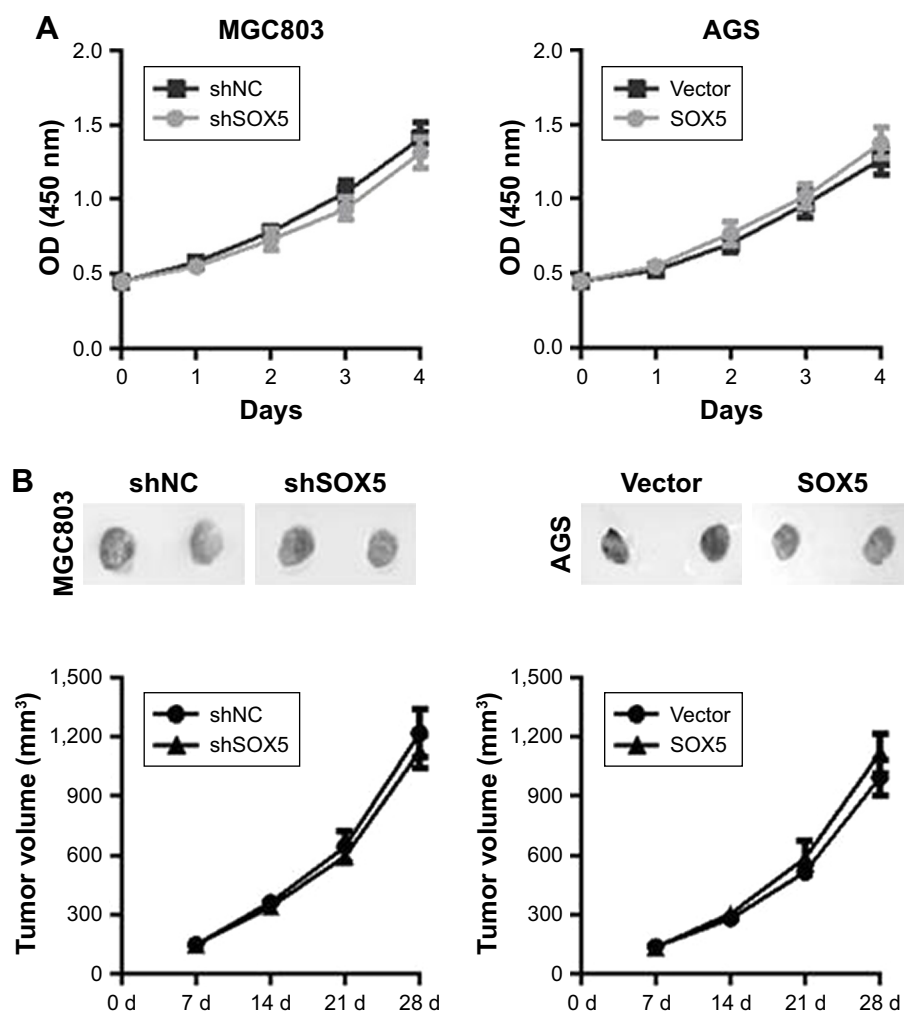 A
MGC803
2.0
1.5
1.0
0.5
0.0
OD (450 nm)
shNC
shSOX5
0 1 2 3 4
Days
AGS
2.0
1.5
1.0
0.5
0.0
OD (450 nm)
Vector
SOX5
0 1 2 3 4
Days
B
shNC shSOX5
MGC803
Vector SOX5
AGS
1,500
1,200
900
600
300
0
Tumor volume (mm³)
shNC
shSOX5
0 d 7 d 14 d 21 d 28 d
1,500
1,200
900
600
300
0
Tumor volume (mm³)
Vector
SOX5
0 d 7 d 14 d 21 d 28 d